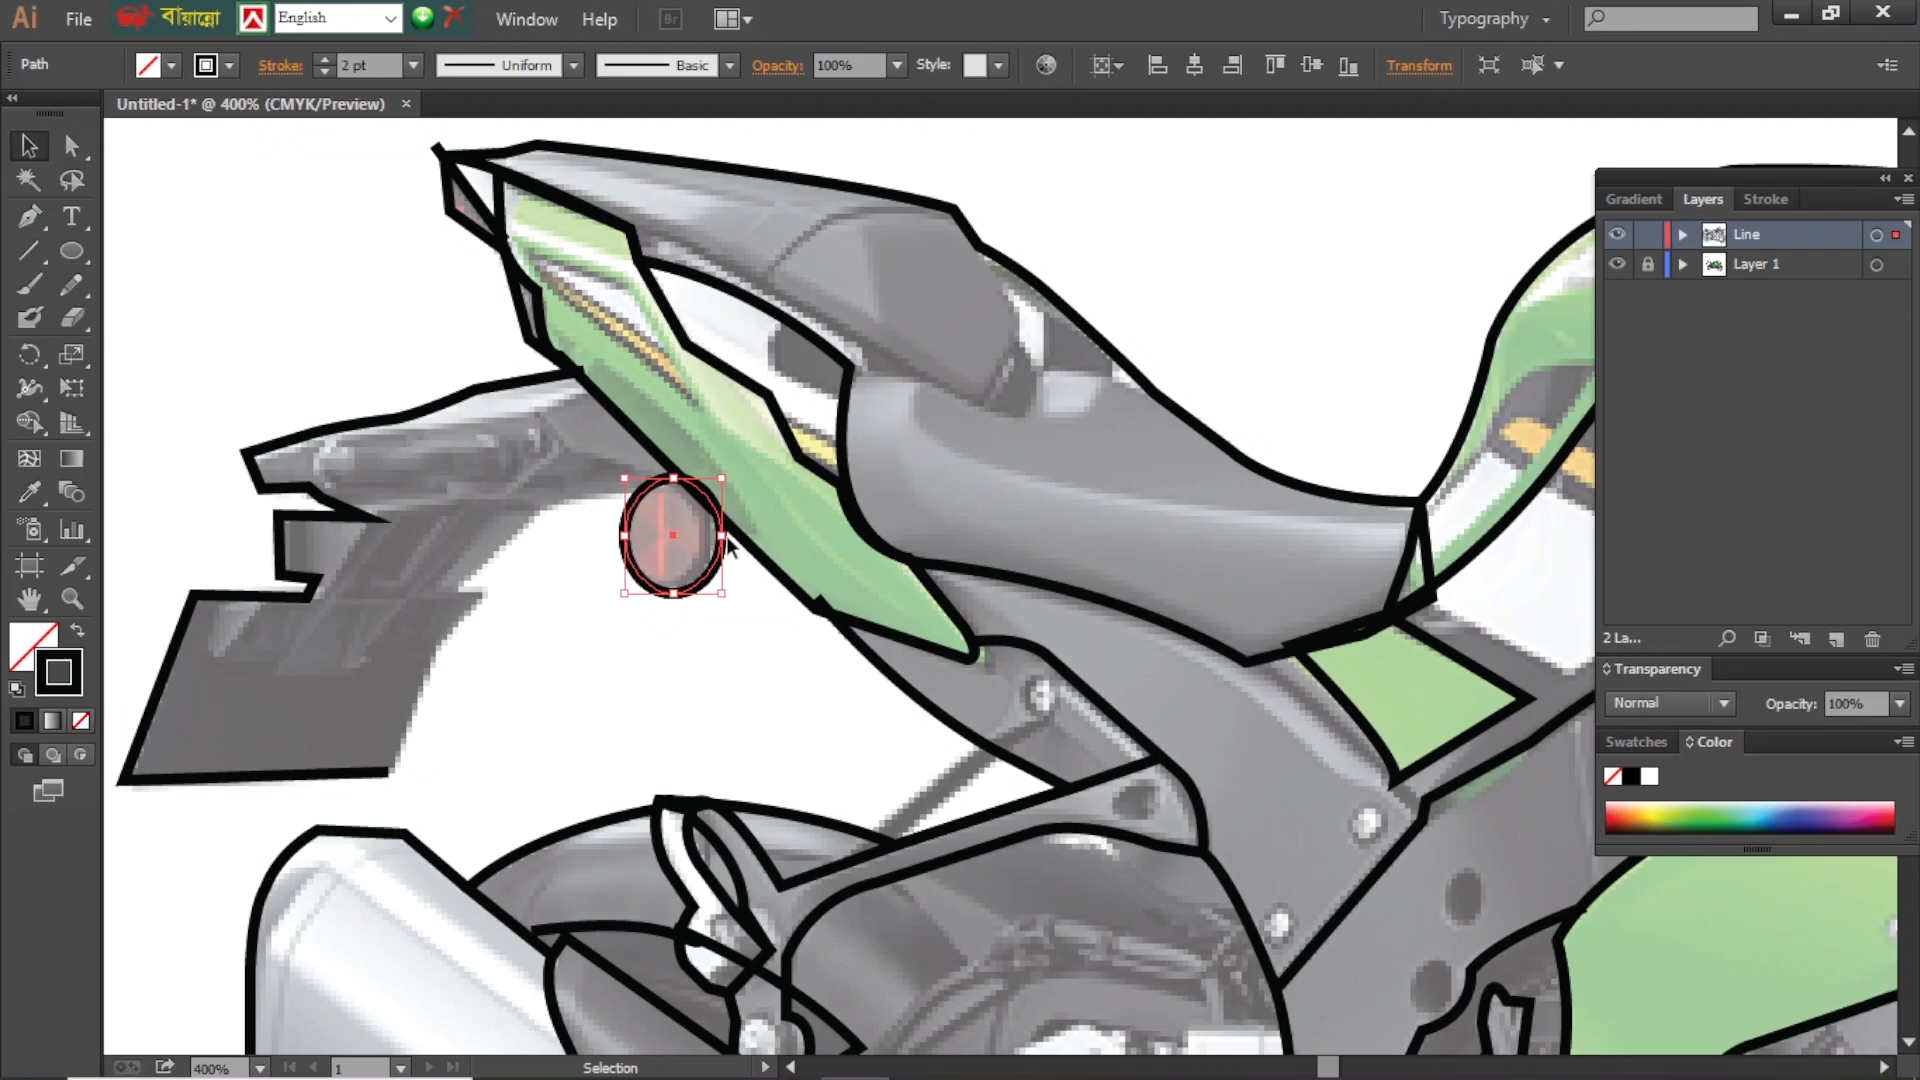 Ai File বায়ান্নো English Window Help Br Typography
Path Stroke: 2 pt Uniform Basic Opacity: 100% Style: Transform
Untitled-1* @ 400% (CMYK/Preview)
Gradient Layers Stroke
Line
Layer 1
2 La...
Transparency
Normal Opacity: 100%
Swatches Color
400% 1 Selection